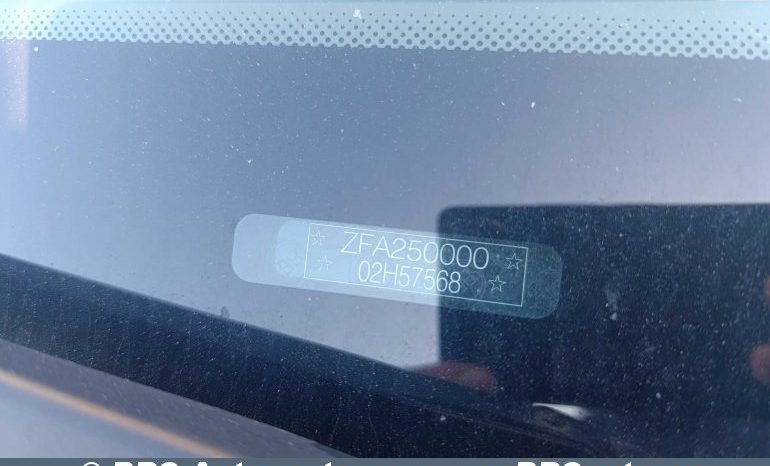 ☆ ZFA250000 ☆
☆ 02H57568 ☆